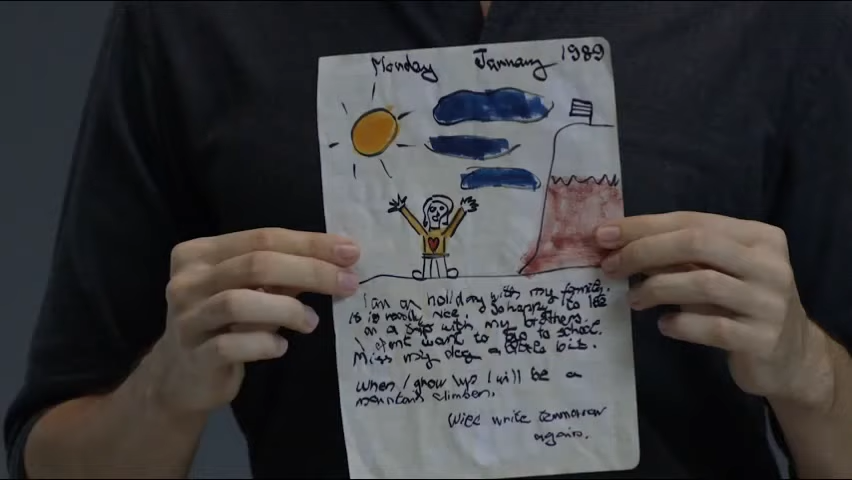 Monday January 1989
I am on holiday with my family.
It is really nice. So happy to be
on a trip with my brothers.
I dont want to go to school.
Miss my dog a little bit.
When I grow up I will be a
mountain climber.
Will write tommorow
again.